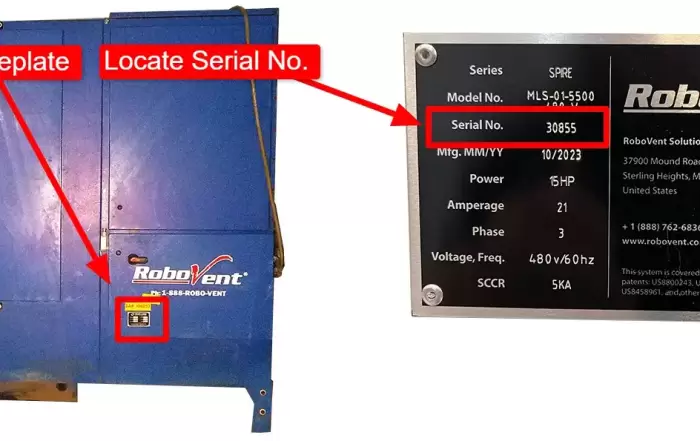 eplate
Locate Serial No.
RoboVent®
Ph: 1-888-ROBO-VENT
Series SPIRE
Model No. MLS-01-5500
480 V
Serial No. 30855
Mfg. MM/YY 10/2023
Power 15HP
Amperage 21
Phase 3
Voltage, Freq. 480v/60hz
SCCR 5KA
Robo
RoboVent Solution
37900 Mound Road
Sterling Heights, M
United States
+ 1 (888) 762-6836
www.robovent.co
This system is covered
patents: US8800243, U
US8458961, and other